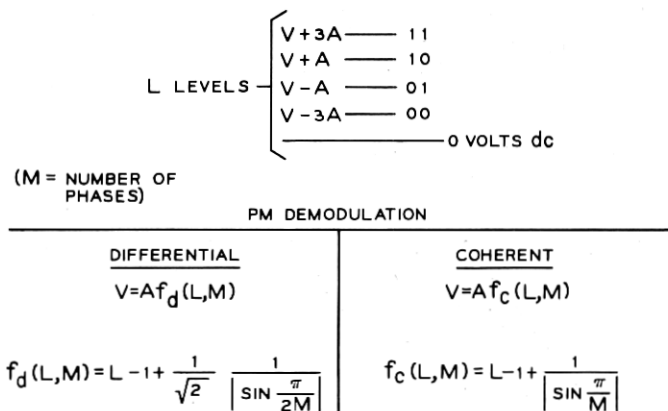 L LEVELS
V+3A — 11
V+A — 10
V-A — 01
V-3A — 00
0 VOLTS dc
(M = NUMBER OF
PHASES)
PM DEMODULATION
DIFFERENTIAL
V=Af_d(L,M)
f_d(L,M)=L-1+ 1/√2 1/|SIN π/2M|
COHERENT
V=Af_c(L,M)
f_c(L,M)=L-1+ 1/|SIN π/M|